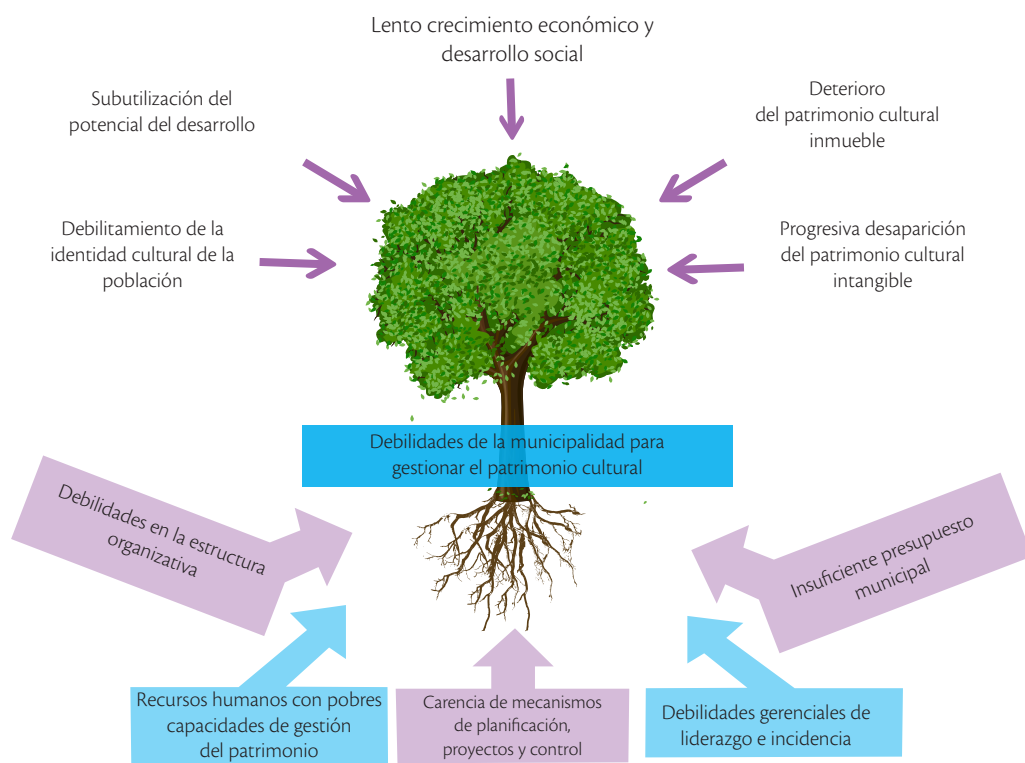 Lento crecimiento económico y
desarrollo social
Subutilización del
potencial del desarrollo
Deterioro
del patrimonio cultural
inmueble
Debilitamiento de la
identidad cultural de la
población
Progresiva desaparición
del patrimonio cultural
intangible
Debilidades de la municipalidad para
gestionar el patrimonio cultural
Debilidades en la estructura
organizativa
Insuficiente presupuesto
municipal
Recursos humanos con pobres
capacidades de gestión
del patrimonio
Carencia de mecanismos
de planificación,
proyectos y control
Debilidades gerenciales de
liderazgo e incidencia